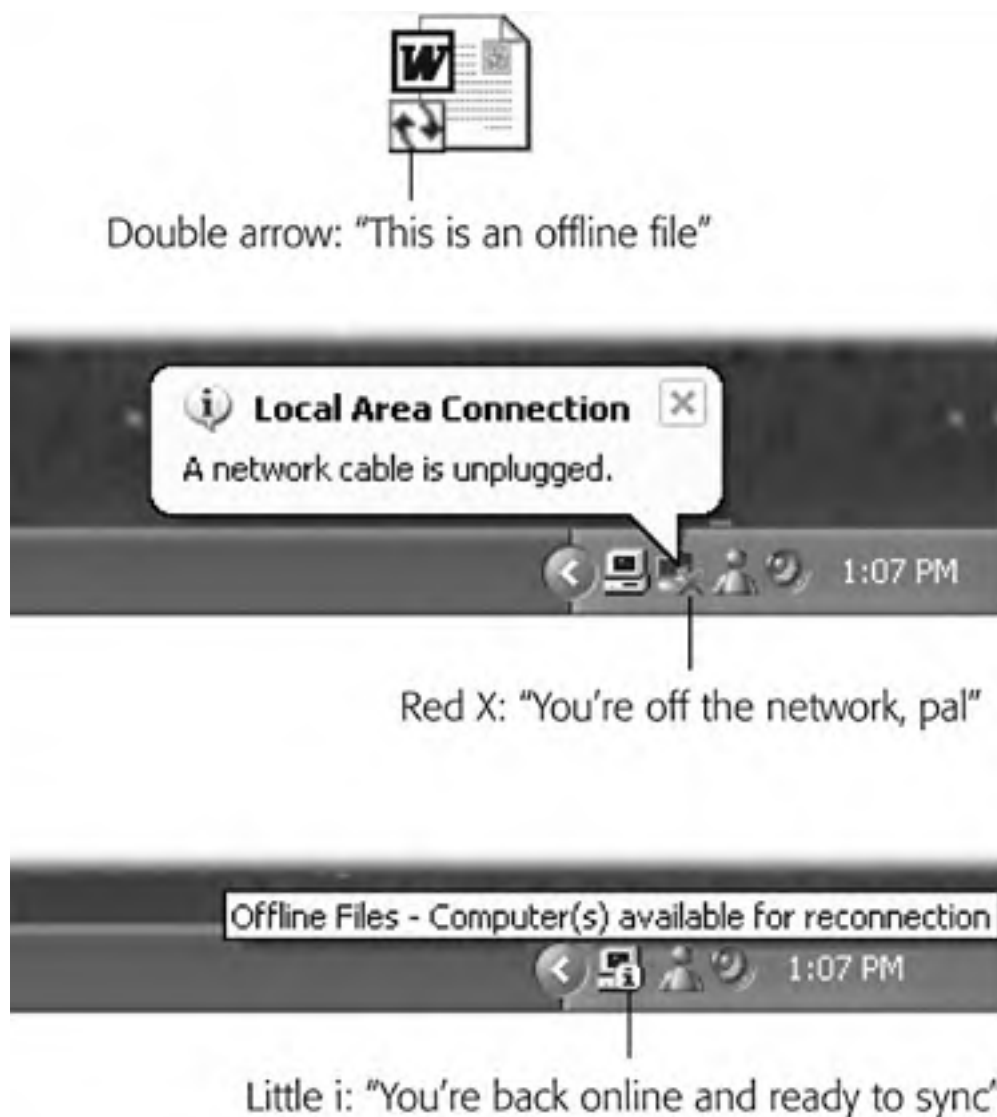 W
Double arrow: "This is an offline file"
i Local Area Connection X
A network cable is unplugged.
1:07 PM
Red X: "You're off the network, pal"
Offline Files - Computer(s) available for reconnection
i
1:07 PM
Little i: "You're back online and ready to sync"